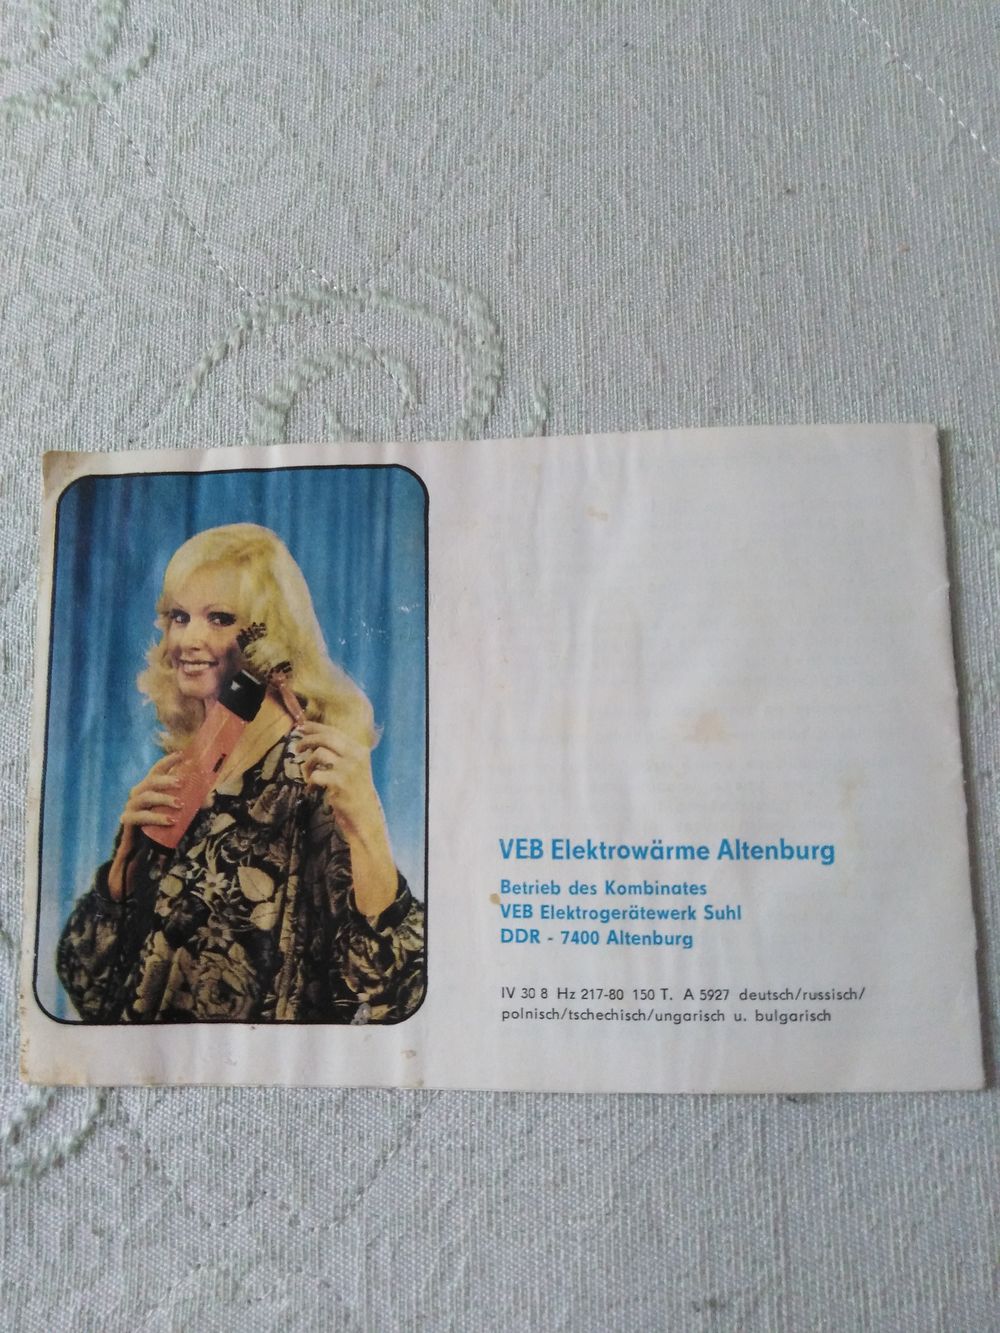 VEB Elektrowärme Altenburg
Betrieb des Kombinates
VEB Elektrogerätewerk Suhl
DDR - 7400 Altenburg
IV 30 8 Hz 217-80 150 T. A 5927 deutsch/russisch/
polnisch/tschechisch/ungarisch u. bulgarisch